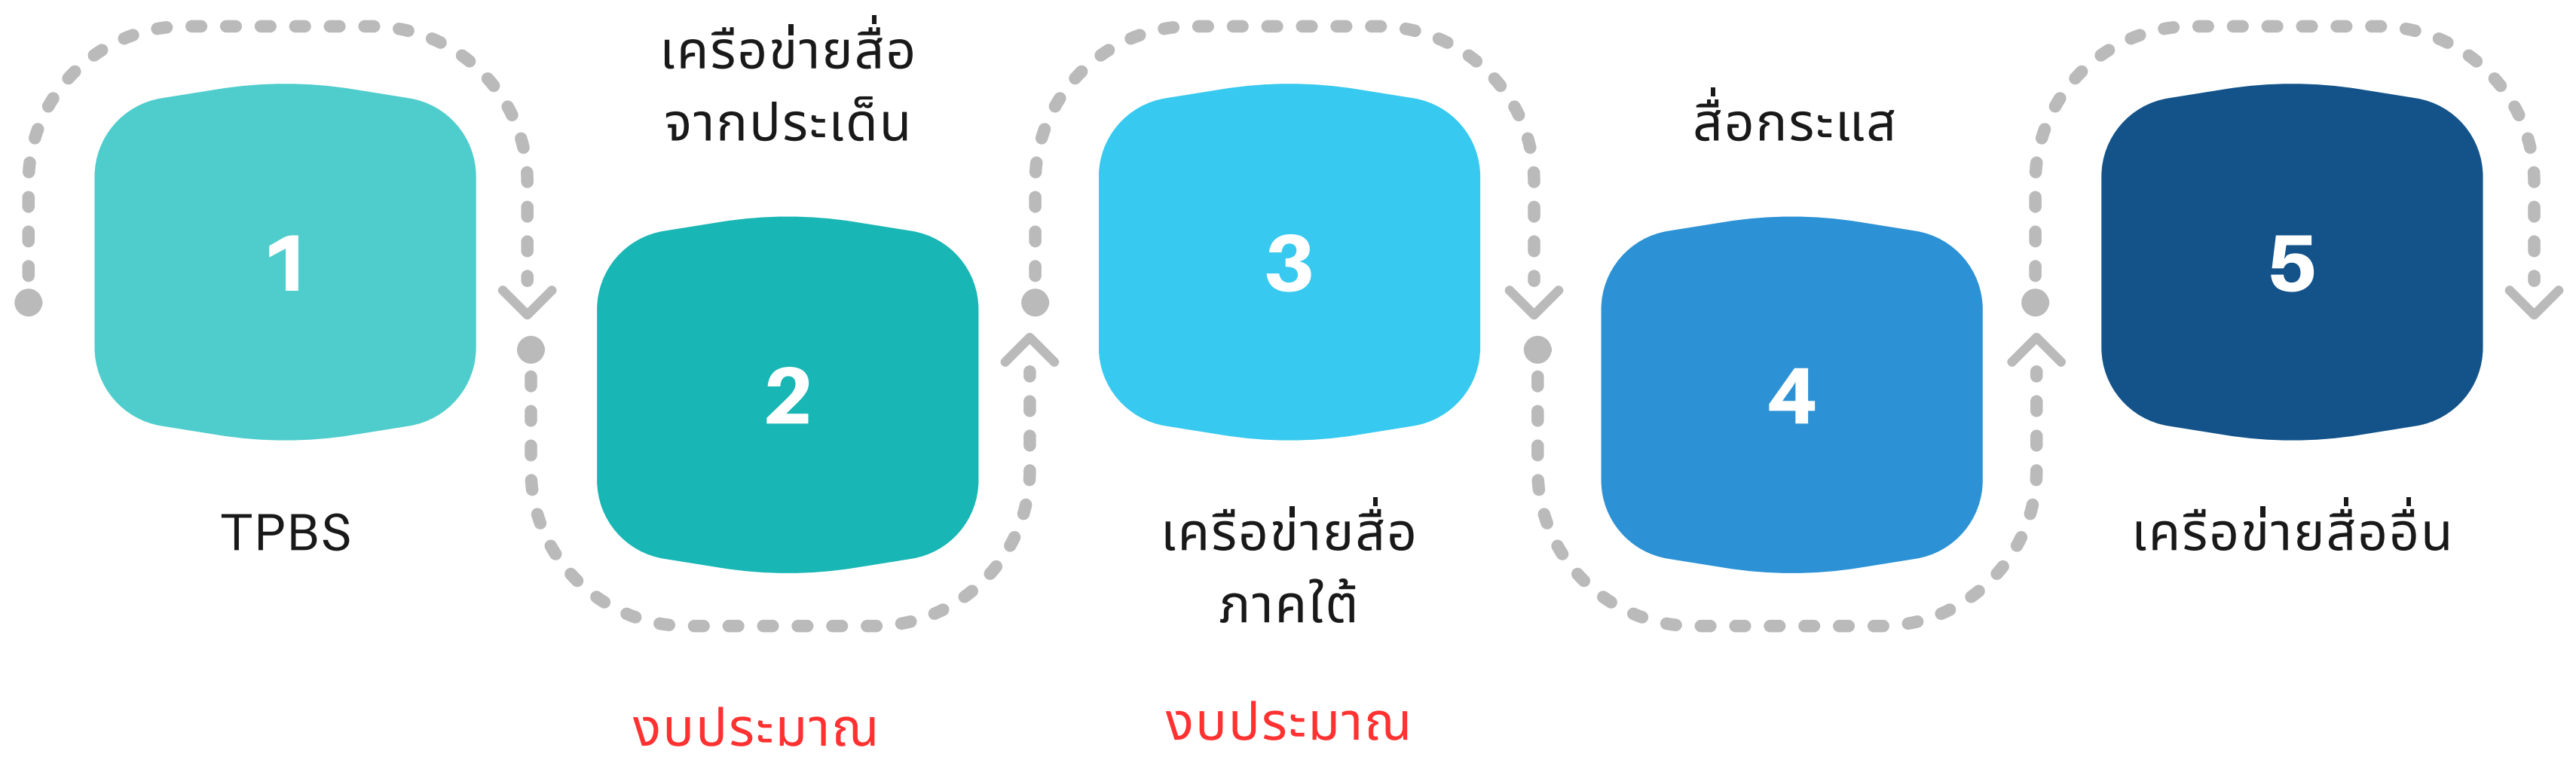 1
TPBS
เครือข่ายสื่อ
จากประเด็น
2
งบประมาณ
3
เครือข่ายสื่อ
ภาคใต้
งบประมาณ
สื่อกระแส
4
5
เครือข่ายสื่ออื่น